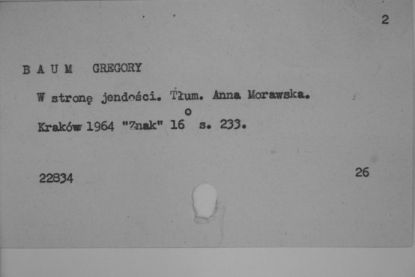 2
B A U M GREGORY
W stronę jendości. Tłum. Anna Morawska.
Kraków 1964 "Znak" 16° s. 233.
22834
26